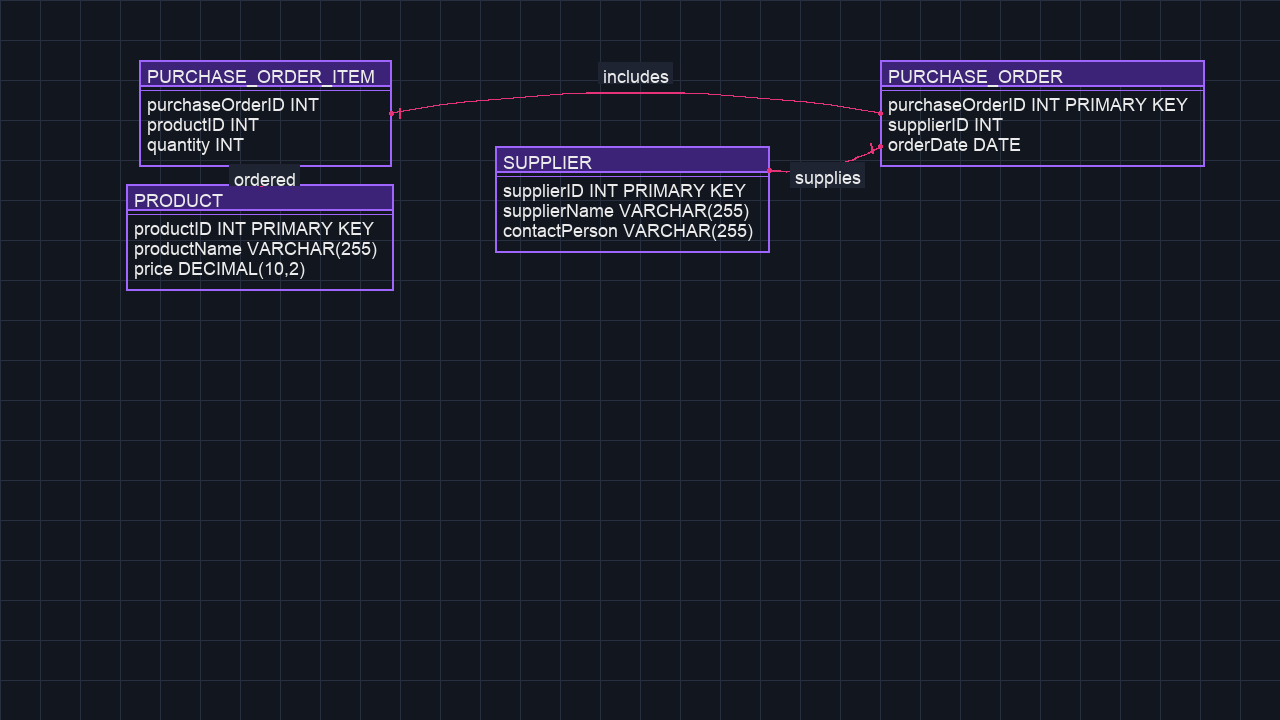 PURCHASE_ORDER_ITEM
purchaseOrderID INT
productID INT
quantity INT
includes
PURCHASE_ORDER
purchaseOrderID INT PRIMARY KEY
supplierID INT
orderDate DATE
SUPPLIER
supplierID INT PRIMARY KEY
supplierName VARCHAR(255)
contactPerson VARCHAR(255)
supplies
ordered
PRODUCT
productID INT PRIMARY KEY
productName VARCHAR(255)
price DECIMAL(10,2)